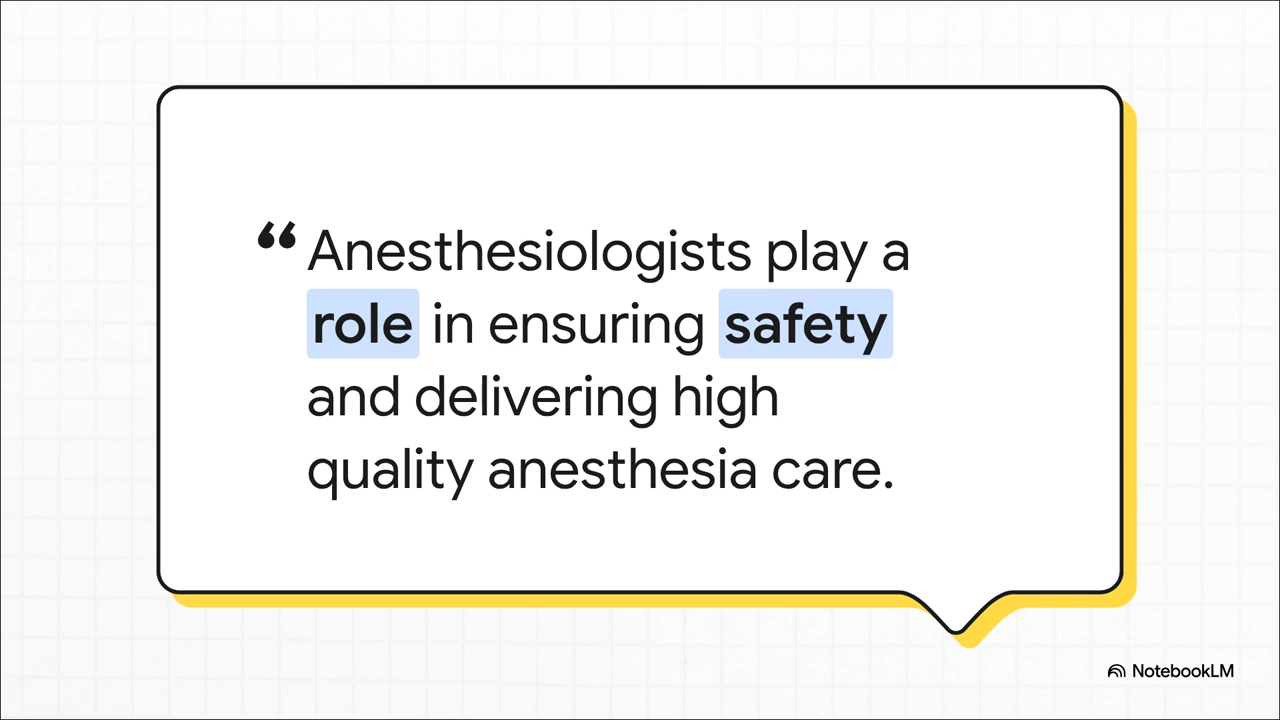 “Anesthesiologists play a
role in ensuring safety
and delivering high
quality anesthesia care.
NotebookLM